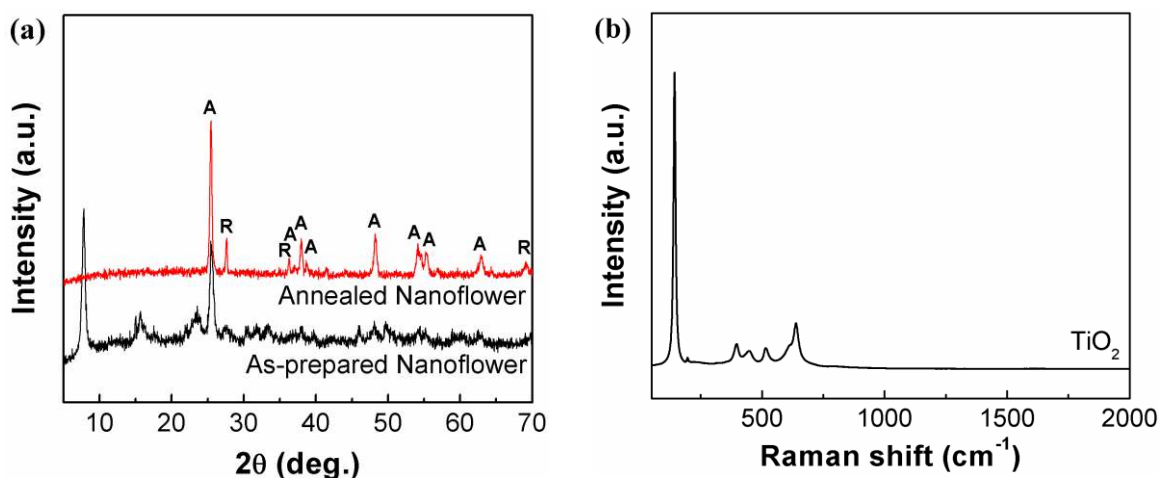 (a)
Intensity (a.u.)
A
R
R
A
A
A
A
A
A
A
R
Annealed Nanoflower
As-prepared Nanoflower
10 20 30 40 50 60 70
2θ (deg.)
(b)
Intensity (a.u.)
TiO₂
500 1000 1500 2000
Raman shift (cm⁻¹)